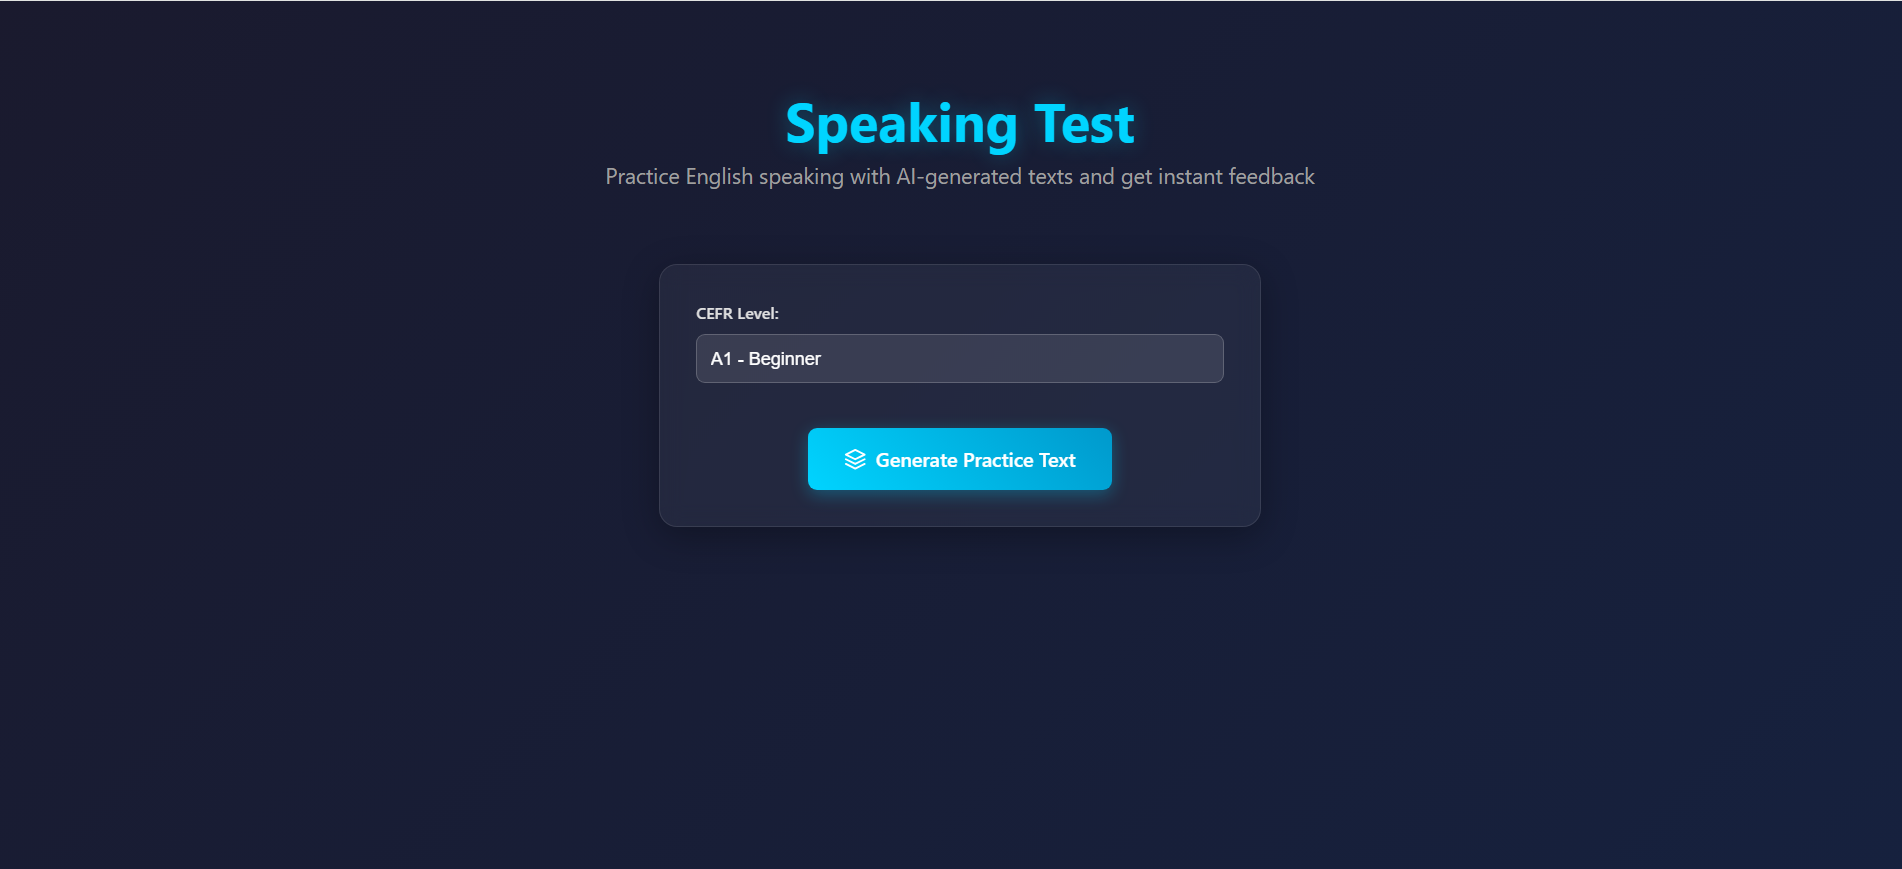 Speaking Test
Practice English speaking with AI-generated texts and get instant feedback
CEFR Level:
A1 - Beginner
Generate Practice Text